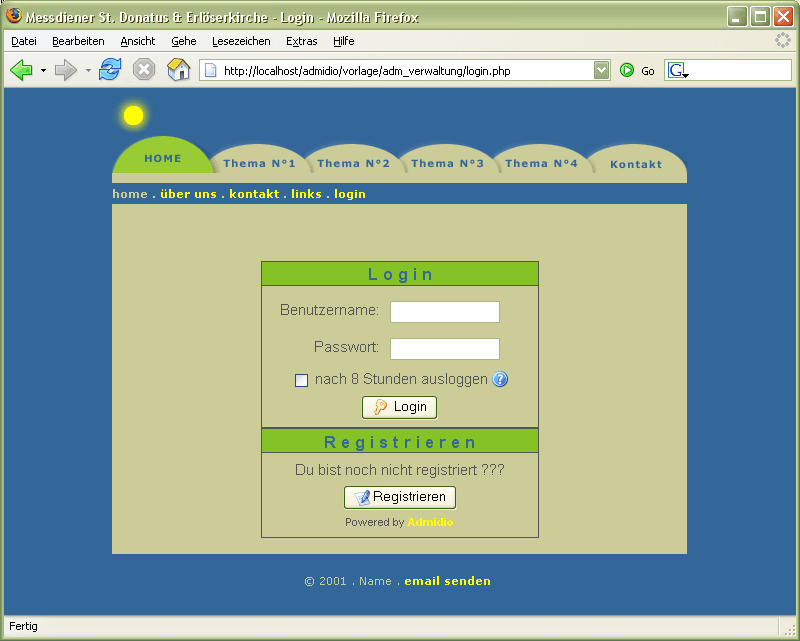 Messdiener St. Donatus & Erlöserkirche - Login - Mozilla Firefox
Datei Bearbeiten Ansicht Gehe Lesezeichen Extras Hilfe
http://localhost/admidio/vorlage/adm_verwaltung/login.php Go G
HOME Thema N°1 Thema N°2 Thema N°3 Thema N°4 Kontakt
home . über uns . kontakt . links . login
Login
Benutzername:
Passwort:
nach 8 Stunden ausloggen ?
Login
Registrieren
Du bist noch nicht registriert ???
Registrieren
Powered by Admidio
© 2001 . Name . email senden
Fertig